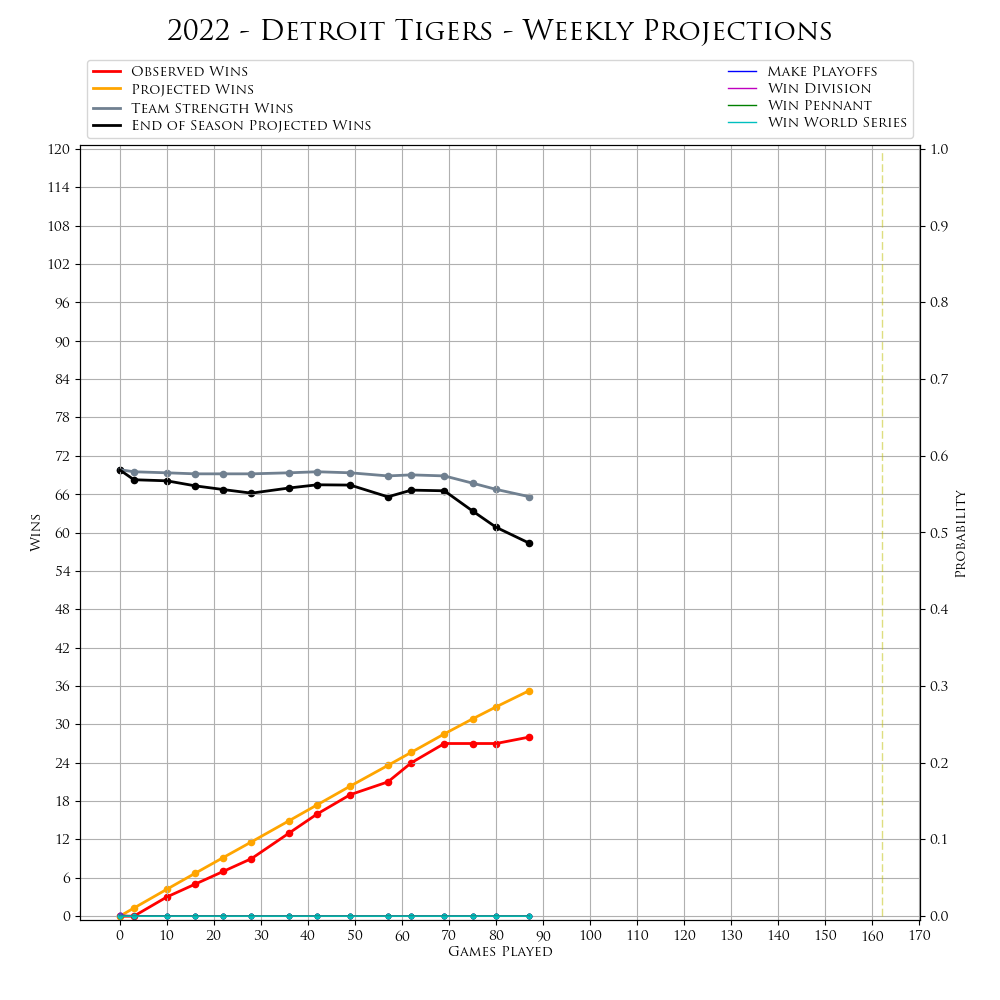 2022 - Detroit Tigers - Weekly Projections
Observed Wins
Projected Wins
Team Strength Wins
End of Season Projected Wins
Make Playoffs
Win Division
Win Pennant
Win World Series
120
114
108
102
96
90
84
78
72
66
60
54
48
42
36
30
24
18
12
6
0
Wins
1.0
0.9
0.8
0.7
0.6
0.5
0.4
0.3
0.2
0.1
0.0
Probability
0 10 20 30 40 50 60 70 80 90 100 110 120 130 140 150 160 170
Games Played